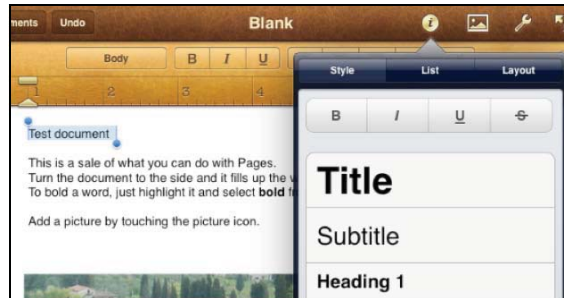 Undo
Blank
Body
B I U
Style List Layout
1 2 3 4
B I U S
Test document
This is a sale of what you can do with Pages.
Turn the document to the side and it fills up the
To bold a word, just highlight it and select bold
Add a picture by touching the picture icon.
Title
Subtitle
Heading 1